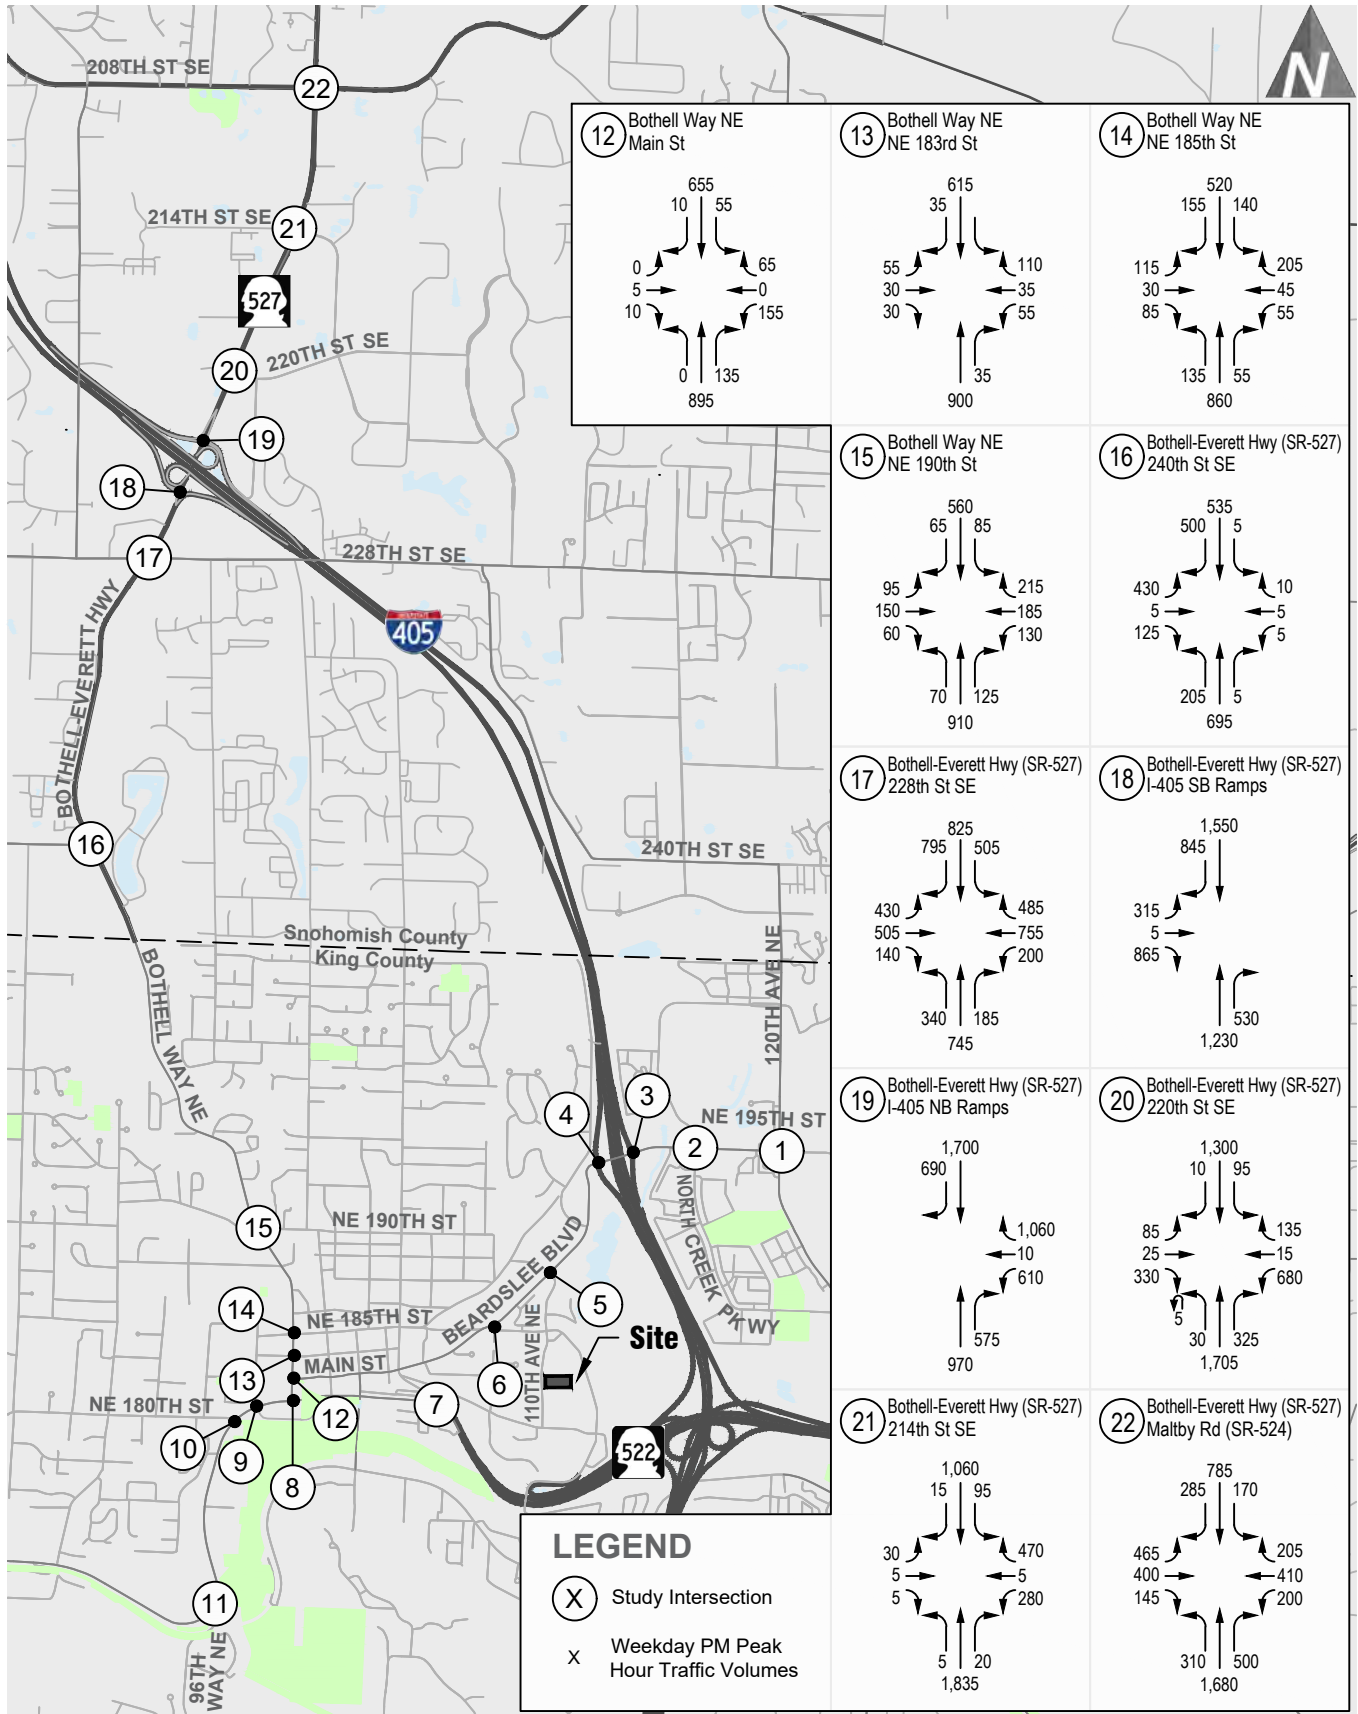 208TH ST SE
22
N
214TH ST SE
21
527
220TH ST SE
20
19
18
17
228TH ST SE
405
BOTHELL-EVERETT HWY
16
240TH ST SE
Snohomish County
King County
BOTHELL WAY NE
120TH AVE NE
3
4
NE 195TH ST
2
1
NORTH CREEK PKWY
15
NE 190TH ST
BEARDSLEE BLVD
14
NE 185TH ST
5
110TH AVE NE
Site
13
MAIN ST
6
NE 180TH ST
12
7
10
9
8
522
11
96TH
WAY NE
12
Bothell Way NE
Main St
655
10 55
0 65
5 0
10 155
0 135
895
13
Bothell Way NE
NE 183rd St
615
35
55 110
30 35
30 55
35
900
14
Bothell Way NE
NE 185th St
520
155 140
115 205
30 45
85 55
135 55
860
15
Bothell Way NE
NE 190th St
560
65 85
95 215
150 185
60 130
70 125
910
16
Bothell-Everett Hwy (SR-527)
240th St SE
535
500 5
430 10
5 5
125 5
205 5
695
17
Bothell-Everett Hwy (SR-527)
228th St SE
825
795 505
430 485
505 755
140 200
340 185
745
18
Bothell-Everett Hwy (SR-527)
I-405 SB Ramps
1,550
845
315
5
865
530
1,230
19
Bothell-Everett Hwy (SR-527)
I-405 NB Ramps
1,700
690
1,060
10
610
575
970
20
Bothell-Everett Hwy (SR-527)
220th St SE
1,300
10 95
85 135
25 15
330 680
5
30 325
1,705
21
Bothell-Everett Hwy (SR-527)
214th St SE
1,060
15 95
30 470
5 5
5 280
5 20
1,835
22
Bothell-Everett Hwy (SR-527)
Maltby Rd (SR-524)
785
285 170
465 205
400 410
145 200
310 500
1,680
LEGEND
X Study Intersection
X Weekday PM Peak
Hour Traffic Volumes